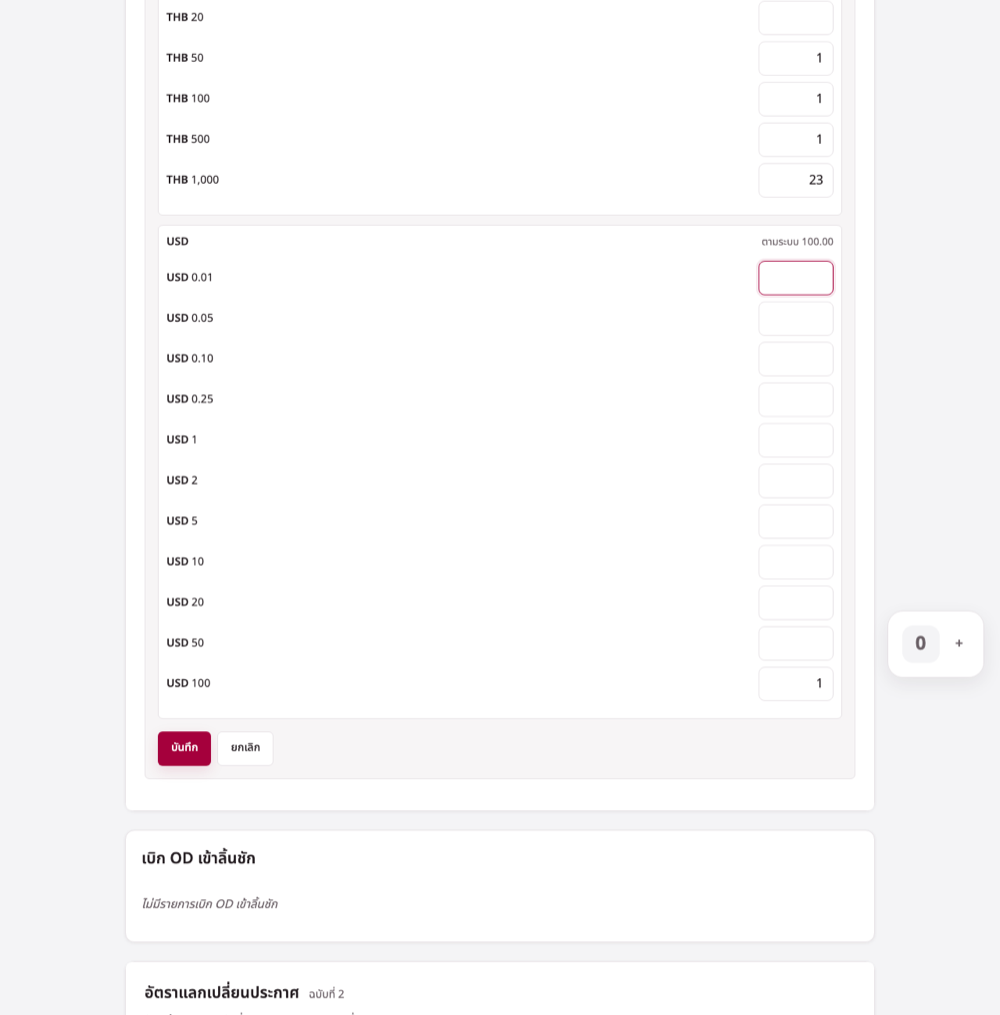 THB 20
THB 50 1
THB 100 1
THB 500 1
THB 1,000 23
USD ตามระบบ 100.00
USD 0.01
USD 0.05
USD 0.10
USD 0.25
USD 1
USD 2
USD 5
USD 10
USD 20
USD 50
USD 100 1
0 +
บันทึก ยกเลิก
เบิก OD เข้าลิ้นชัก
ไม่มีรายการเบิก OD เข้าลิ้นชัก
อัตราแลกเปลี่ยนประกาศ ฉบับที่ 2